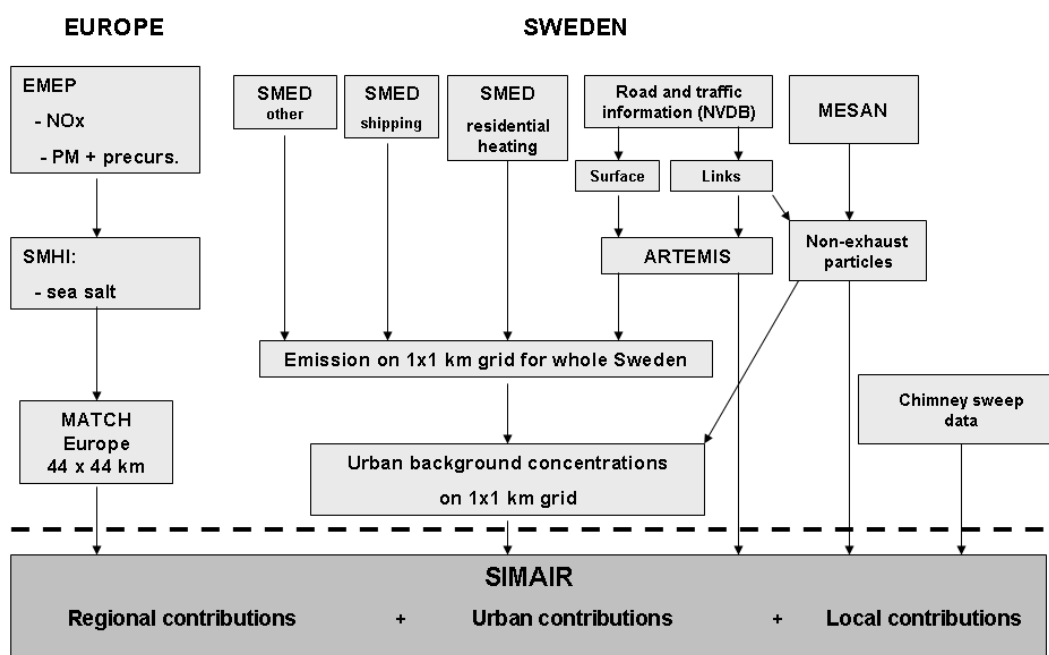 EUROPE
SWEDEN
EMEP
- NOx
- PM + precurs.
SMED
other
SMED
shipping
SMED
residential
heating
Road and traffic
information (NVDB)
MESAN
Surface
Links
SMHI:
- sea salt
ARTEMIS
Non-exhaust
particles
Emission on 1x1 km grid for whole Sweden
MATCH
Europe
44 x 44 km
Chimney sweep
data
Urban background concentrations
on 1x1 km grid
SIMAIR
Regional contributions + Urban contributions + Local contributions